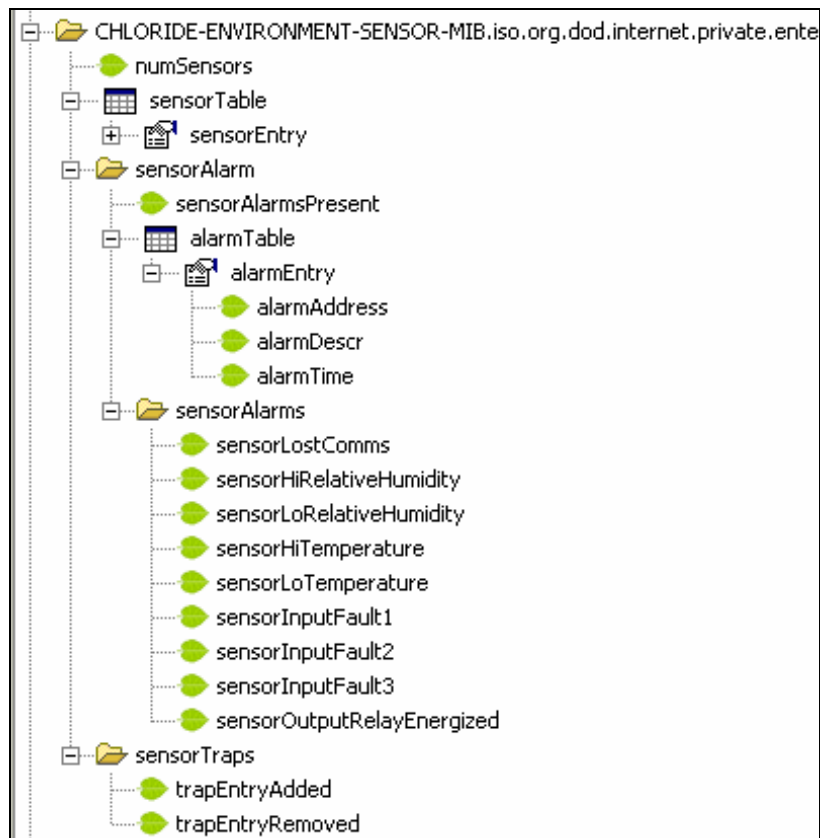 CHLORIDE-ENVIRONMENT-SENSOR-MIB.iso.org.dod.internet.private.ente
numSensors
sensorTable
sensorEntry
sensorAlarm
sensorAlarmsPresent
alarmTable
alarmEntry
alarmAddress
alarmDescr
alarmTime
sensorAlarms
sensorLostComms
sensorHiRelativeHumidity
sensorLoRelativeHumidity
sensorHiTemperature
sensorLoTemperature
sensorInputFault1
sensorInputFault2
sensorInputFault3
sensorOutputRelayEnergized
sensorTraps
trapEntryAdded
trapEntryRemoved